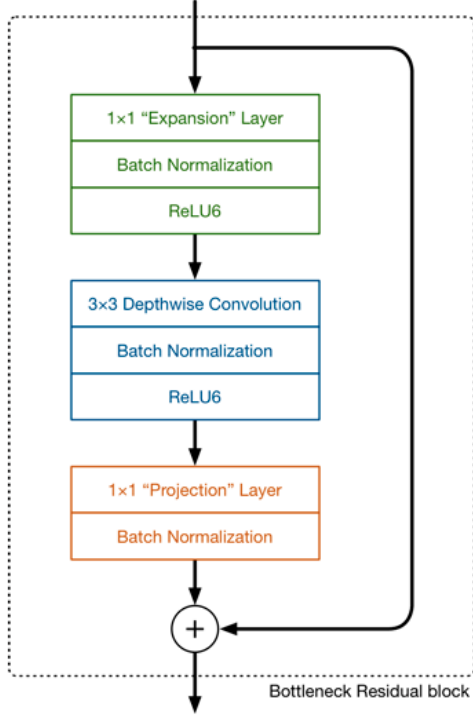 1×1 “Expansion” Layer
Batch Normalization
ReLU6
3×3 Depthwise Convolution
Batch Normalization
ReLU6
1×1 “Projection” Layer
Batch Normalization
+
Bottleneck Residual block